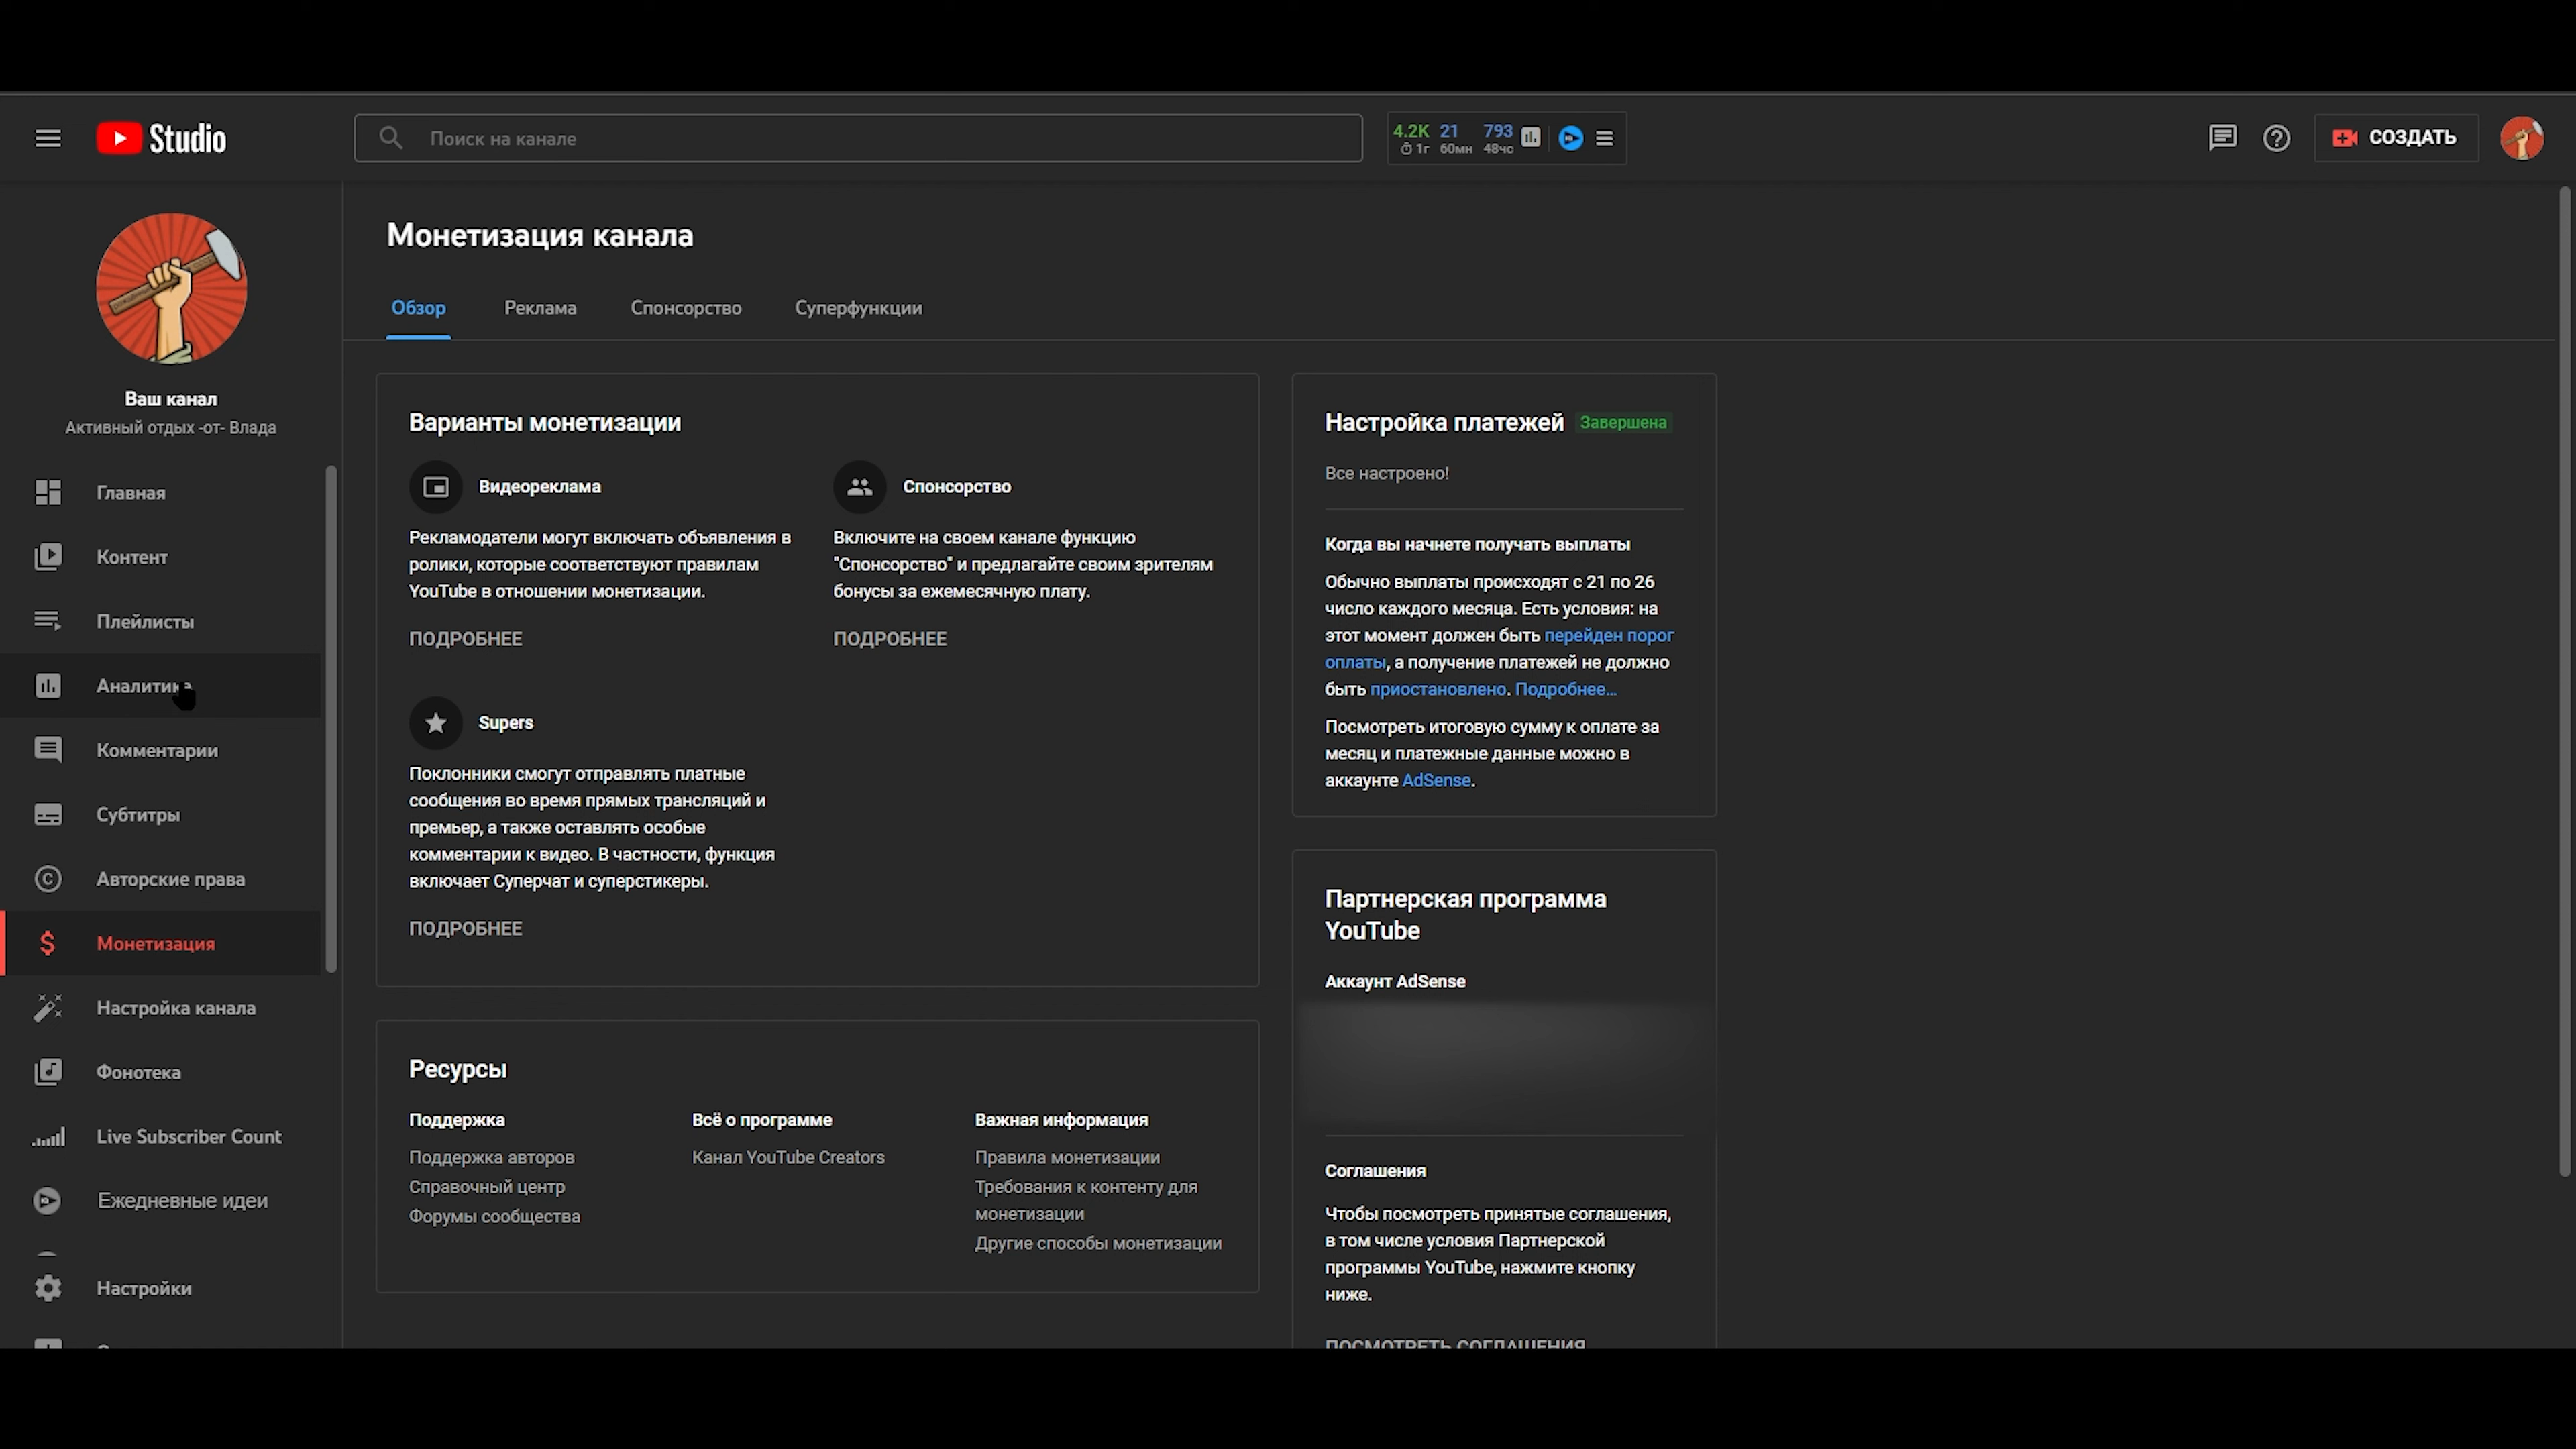 Studio
Поиск на канале
4.2K 21 793
1г 60мн 48чс
СОЗДАТЬ
Ваш канал
Активный отдых -от- Влада
Главная
Контент
Плейлисты
Аналитика
Комментарии
Субтитры
Авторские права
Монетизация
Настройка канала
Фонотека
Live Subscriber Count
Ежедневные идеи
Настройки
Монетизация канала
Обзор
Реклама
Спонсорство
Суперфункции
Варианты монетизации
Видеореклама
Рекламодатели могут включать объявления в
ролики, которые соответствуют правилам
YouTube в отношении монетизации.
ПОДРОБНЕЕ
Спонсорство
Включите на своем канале функцию
"Спонсорство" и предлагайте своим зрителям
бонусы за ежемесячную плату.
ПОДРОБНЕЕ
Supers
Поклонники смогут отправлять платные
сообщения во время прямых трансляций и
премьер, а также оставлять особые
комментарии к видео. В частности, функция
включает Суперчат и суперстикеры.
ПОДРОБНЕЕ
Ресурсы
Поддержка
Поддержка авторов
Справочный центр
Форумы сообщества
Всё о программе
Канал YouTube Creators
Важная информация
Правила монетизации
Требования к контенту для
монетизации
Другие способы монетизации
Настройка платежей Завершена
Все настроено!
Когда вы начнете получать выплаты
Обычно выплаты происходят с 21 по 26
число каждого месяца. Есть условия: на
этот момент должен быть перейден порог
оплаты, а получение платежей не должно
быть приостановлено. Подробнее...
Посмотреть итоговую сумму к оплате за
месяц и платежные данные можно в
аккаунте AdSense.
Партнерская программа
YouTube
Аккаунт AdSense
Соглашения
Чтобы посмотреть принятые соглашения,
в том числе условия Партнерской
программы YouTube, нажмите кнопку
ниже.
ПОСМОТРЕТЬ СОГЛАШЕНИЯ